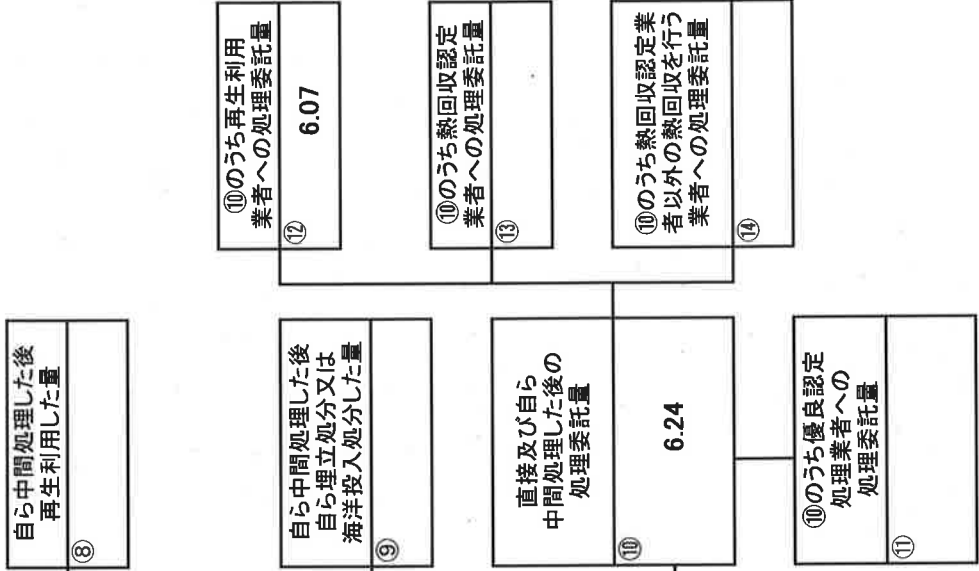 自ら中間処理した後
再生利用した量
⑧
自ら中間処理した後
自ら埋立処分又は
海洋投入処分した量
⑨
直接及び自ら
中間処理した後の
処理委託量
⑩
6.24
⑩のうち優良認定
処理業者への
処理委託量
⑪
⑩のうち再生利用
業者への処理委託量
⑫
6.07
⑩のうち熱回収認定
業者への処理委託量
⑬
⑩のうち熱回収認定業
者以外の熱回収を行う
業者への処理委託量
⑭